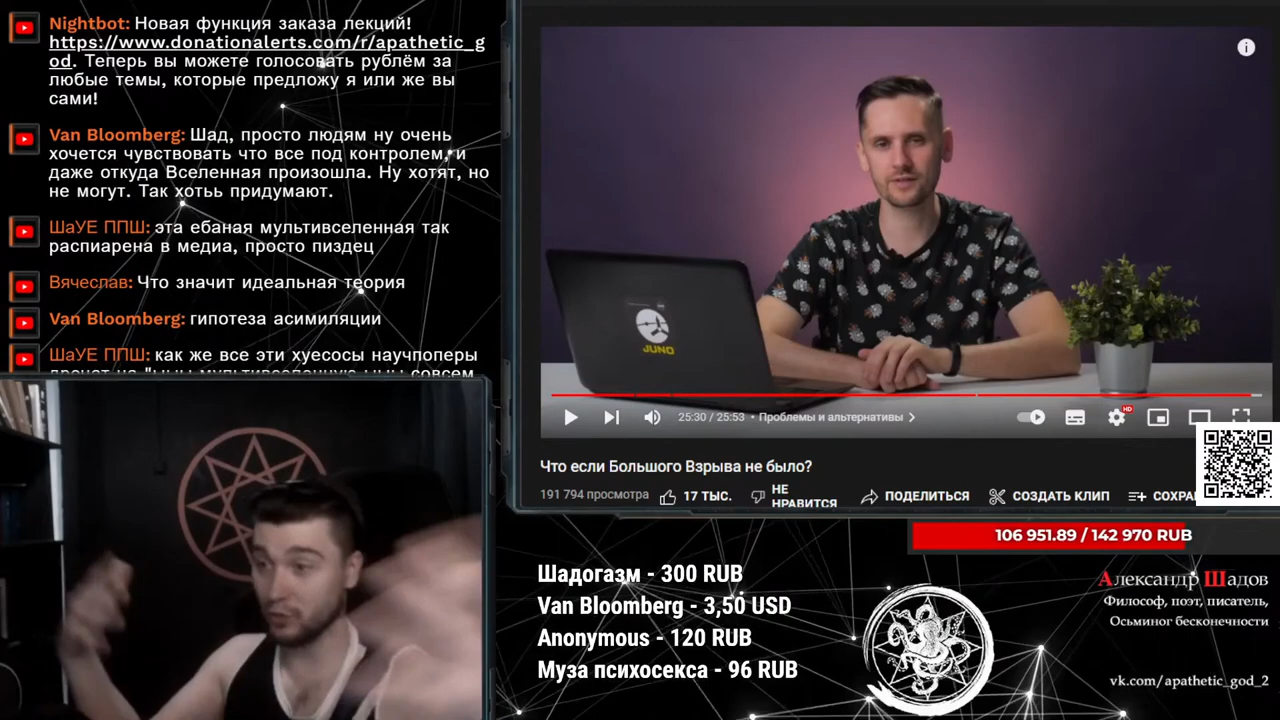 Nightbot: Новая функция заказа лекций!
https://www.donationalerts.com/r/apathetic_g
od. Теперь вы можете голосовать рублём за
любые темы, которые предложу я или же вы
сами!
Van Bloomberg: Шад, просто людям ну очень
хочется чувствовать что все под контролем, и
даже откуда Вселенная произошла. Ну хотят, но
не могут. Так хотьь придумают.
ШаУЕ ППШ: эта ебаная мультивселенная так
распиарена в медиа, просто пиздец
Вячеслав: Что значит идеальная теория
Van Bloomberg: гипотеза асимиляции
ШаУЕ ППШ: как же все эти хуесосы научпоперы
JUNO
25:30 / 25:53 • Проблемы и альтернативы
HD
Что если Большого Взрыва не было?
191 794 просмотра
17 ТЫС.
НЕ
НРАВИТСЯ
ПОДЕЛИТЬСЯ
СОЗДАТЬ КЛИП
106 951.89 / 142 970 RUB
Шадогазм - 300 RUB
Van Bloomberg - 3,50 USD
Anonymous - 120 RUB
Муза психосекса - 96 RUB
Александр Шадов
Философ, поэт, писатель,
Осьминог бесконечности
vk.com/apathetic_god_2